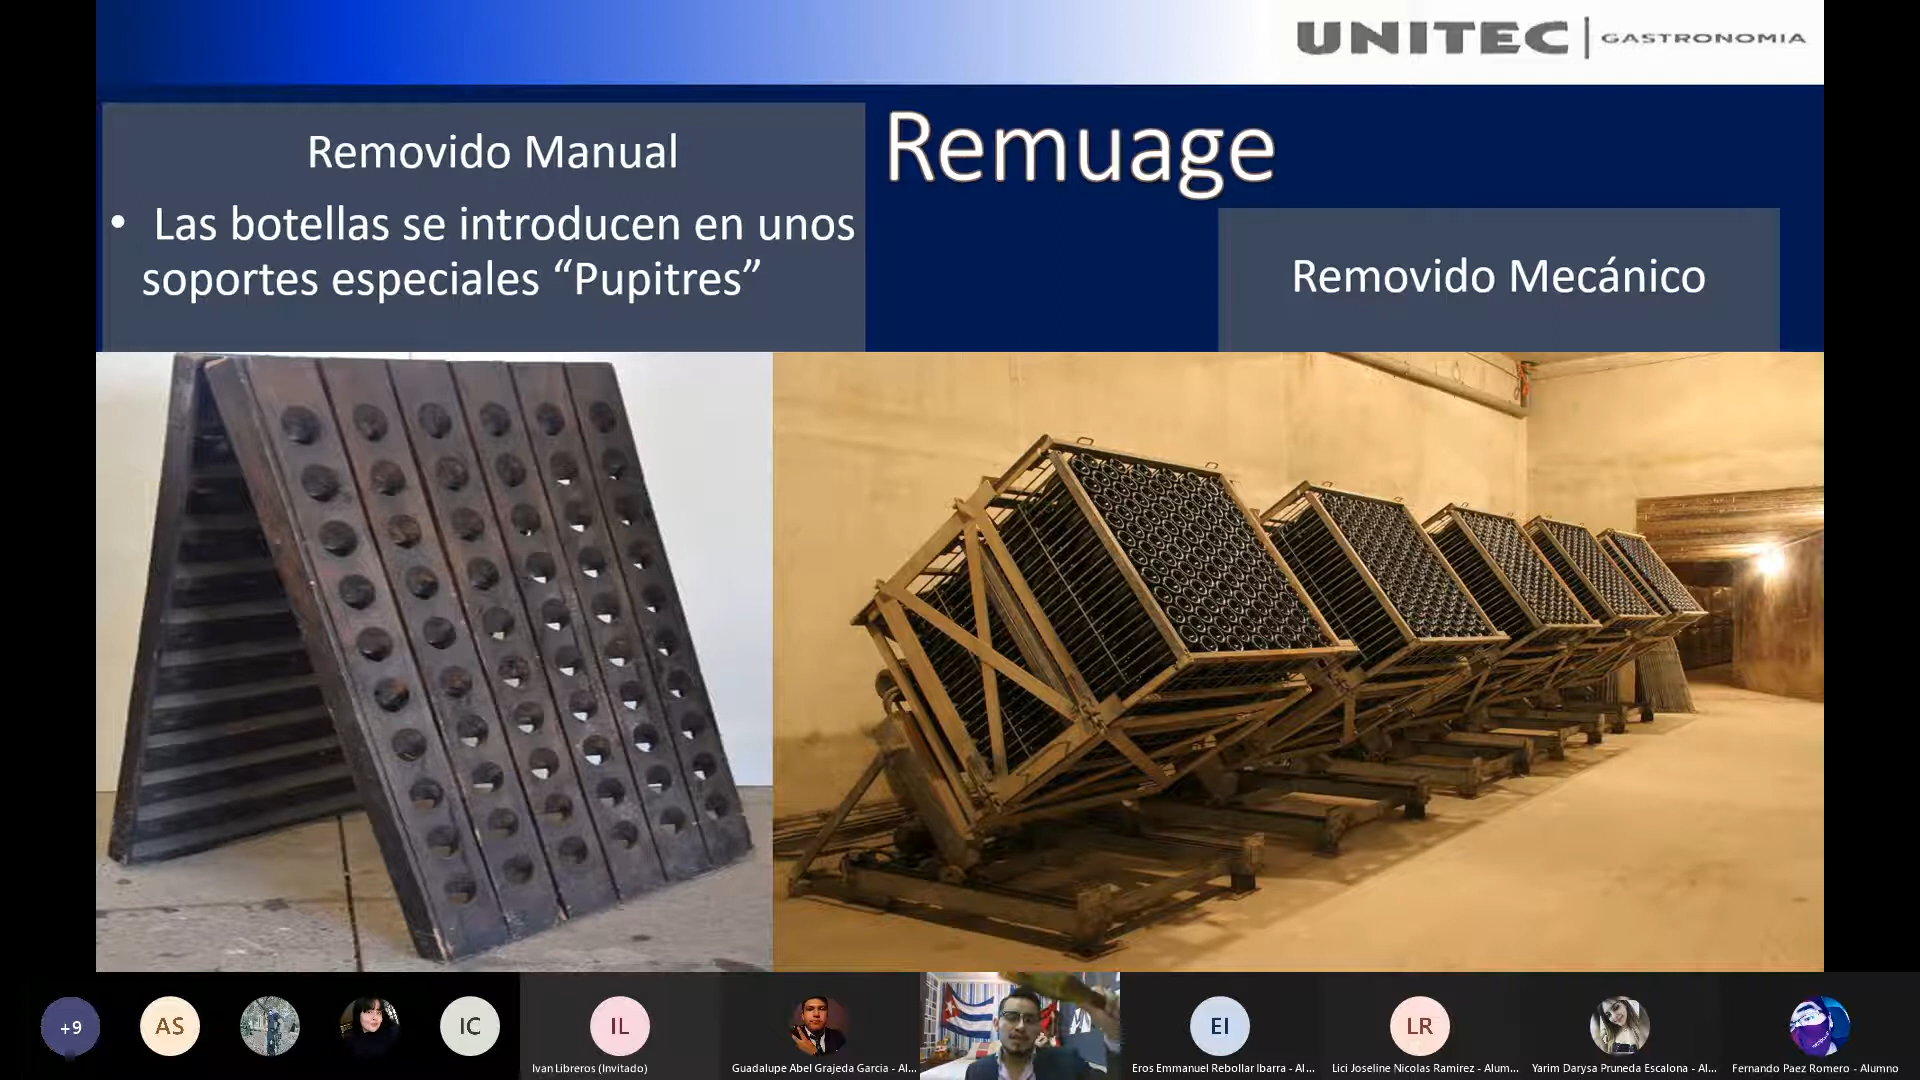 UNITEC | GASTRONOMIA
Removido Manual
• Las botellas se introducen en unos
soportes especiales “Pupitres”
Remuage
Removido Mecánico
+9
AS
IC
IL
EI
LR
Ivan Libreros (Invitado)
Guadalupe Abel Grajeda Garcia - Al...
Eros Emmanuel Rebollar Ibarra - Al...
Lici Joseline Nicolas Ramirez - Alum...
Yarim Darysa Pruneda Escalona - Al...
Fernando Paez Romero - Alumno